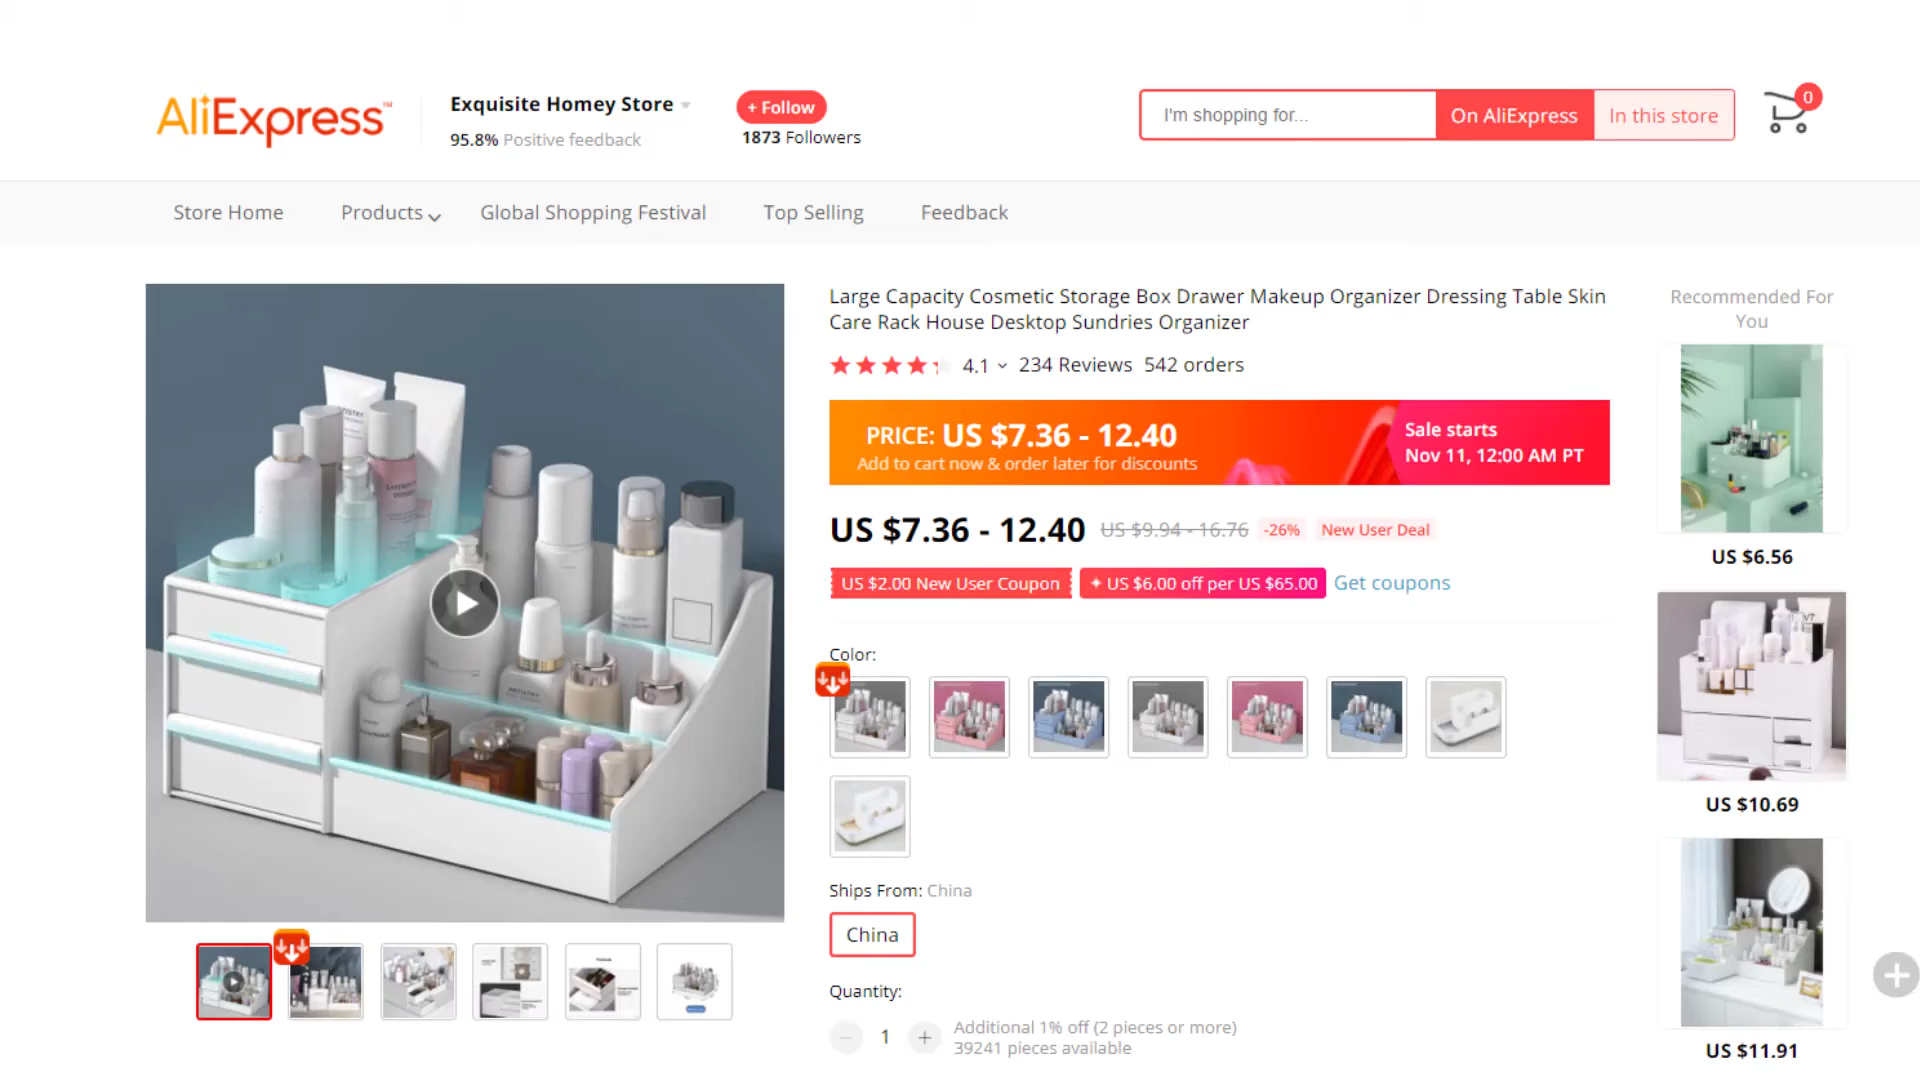 AliExpress™
Exquisite Homey Store
95.8% Positive feedback
+ Follow
1873 Followers
I'm shopping for...
On AliExpress
In this store
0
Store Home
Products
Global Shopping Festival
Top Selling
Feedback
Large Capacity Cosmetic Storage Box Drawer Makeup Organizer Dressing Table Skin
Care Rack House Desktop Sundries Organizer
4.1
234 Reviews
542 orders
PRICE: US $7.36 - 12.40
Add to cart now & order later for discounts
Sale starts
Nov 11, 12:00 AM PT
US $7.36 - 12.40
US $9.94 - 16.76
-26%
New User Deal
US $2.00 New User Coupon
US $6.00 off per US $65.00
Get coupons
Color:
Ships From: China
China
Quantity:
1
Additional 1% off (2 pieces or more)
39241 pieces available
Recommended For
You
US $6.56
US $10.69
US $11.91